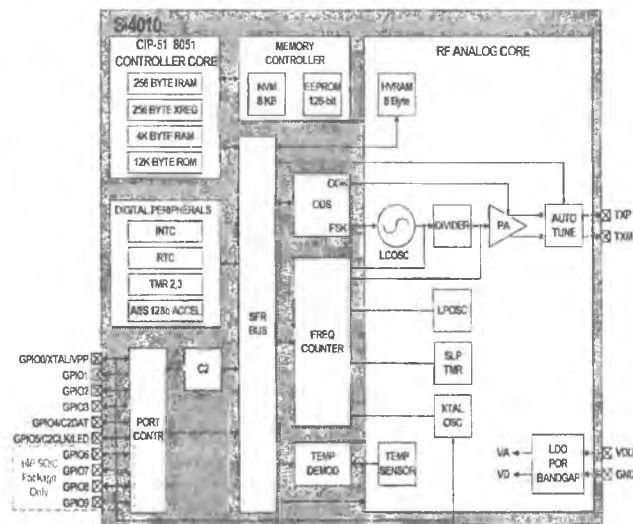 Si4010
CIP-51 8051
CONTROLLER CORE
256 BYTE IRAM
256 BYTE XREG
4K BYTE RAM
12K BYTE ROM
MEMORY
CONTROLLER
NVM
8 KB
EEPROM
128-bit
RF ANALOG CORE
HVRAM
8 Byte
DIGITAL PERIPHERALS
INTC
RTC
TMR 2,3
AES 128b ACCEL
SFR
BUS
OOK
ODS
FSK
LCOSC
DIVIDER
PA
AUTO
TUNE
TXP
TXM
FREQ
COUNTER
LPOSC
SLP
TMR
XTAL
OSC
GPIO0/XTAL/VPP
GPIO1
GPIO2
GPIO3
GPIO4/C2DAT
GPIO5/C2CLK/LED
GPIO6
GPIO7
GPIO8
GPIO9
SOIC
Package
Only
PORT
CONTR
C2
TEMP
DEMOD
TEMP
SENSOR
VA
VD
LDO
POR
BANDGAP
VDD
GND